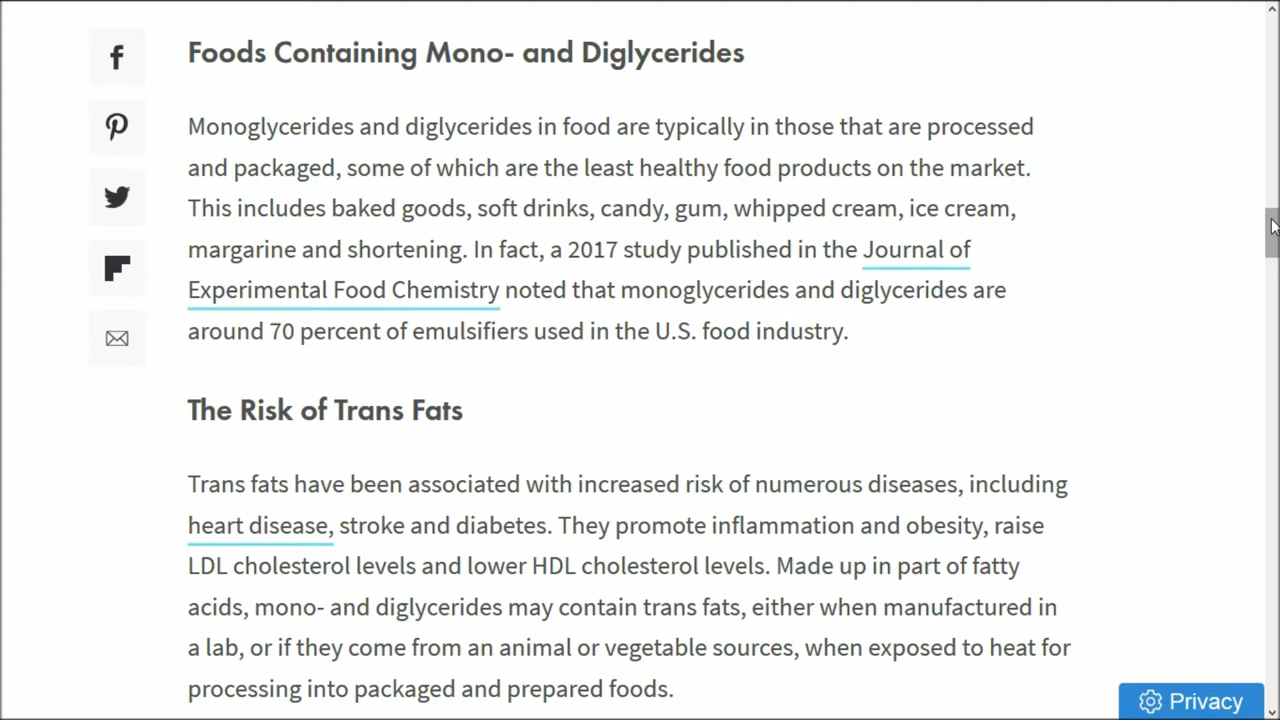 Foods Containing Mono- and Diglycerides
Monoglycerides and diglycerides in food are typically in those that are processed
and packaged, some of which are the least healthy food products on the market.
This includes baked goods, soft drinks, candy, gum, whipped cream, ice cream,
margarine and shortening. In fact, a 2017 study published in the Journal of
Experimental Food Chemistry noted that monoglycerides and diglycerides are
around 70 percent of emulsifiers used in the U.S. food industry.
The Risk of Trans Fats
Trans fats have been associated with increased risk of numerous diseases, including
heart disease, stroke and diabetes. They promote inflammation and obesity, raise
LDL cholesterol levels and lower HDL cholesterol levels. Made up in part of fatty
acids, mono- and diglycerides may contain trans fats, either when manufactured in
a lab, or if they come from an animal or vegetable sources, when exposed to heat for
processing into packaged and prepared foods.
Privacy